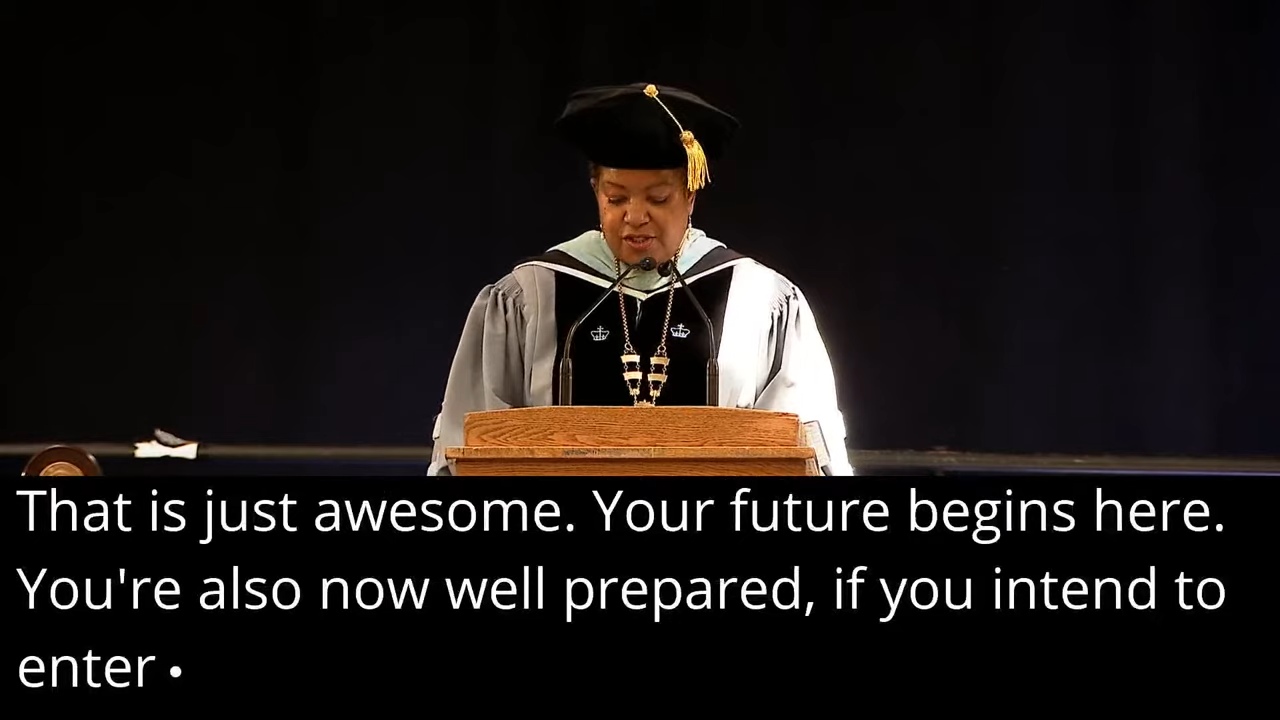 That is just awesome. Your future begins here.
You're also now well prepared, if you intend to
enter •